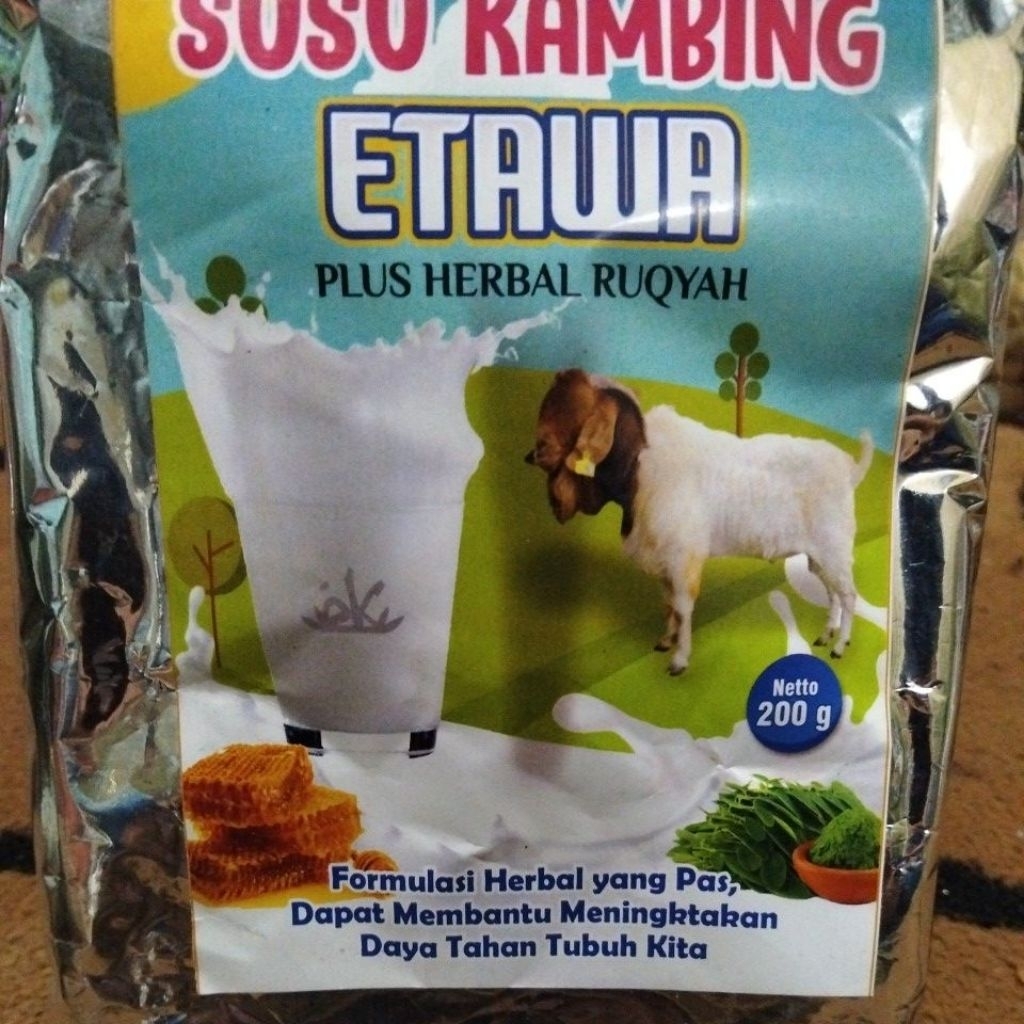 SUSU KAMBING
ETAWA
PLUS HERBAL RUQYAH
Netto
200 g
Formulasi Herbal yang Pas,
Dapat Membantu Meningktakan
Daya Tahan Tubuh Kita